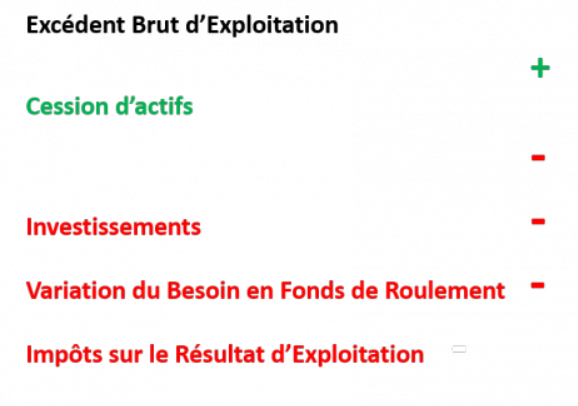 Excédent Brut d’Exploitation
+
Cession d’actifs
-
Investissements -
Variation du Besoin en Fonds de Roulement -
Impôts sur le Résultat d’Exploitation